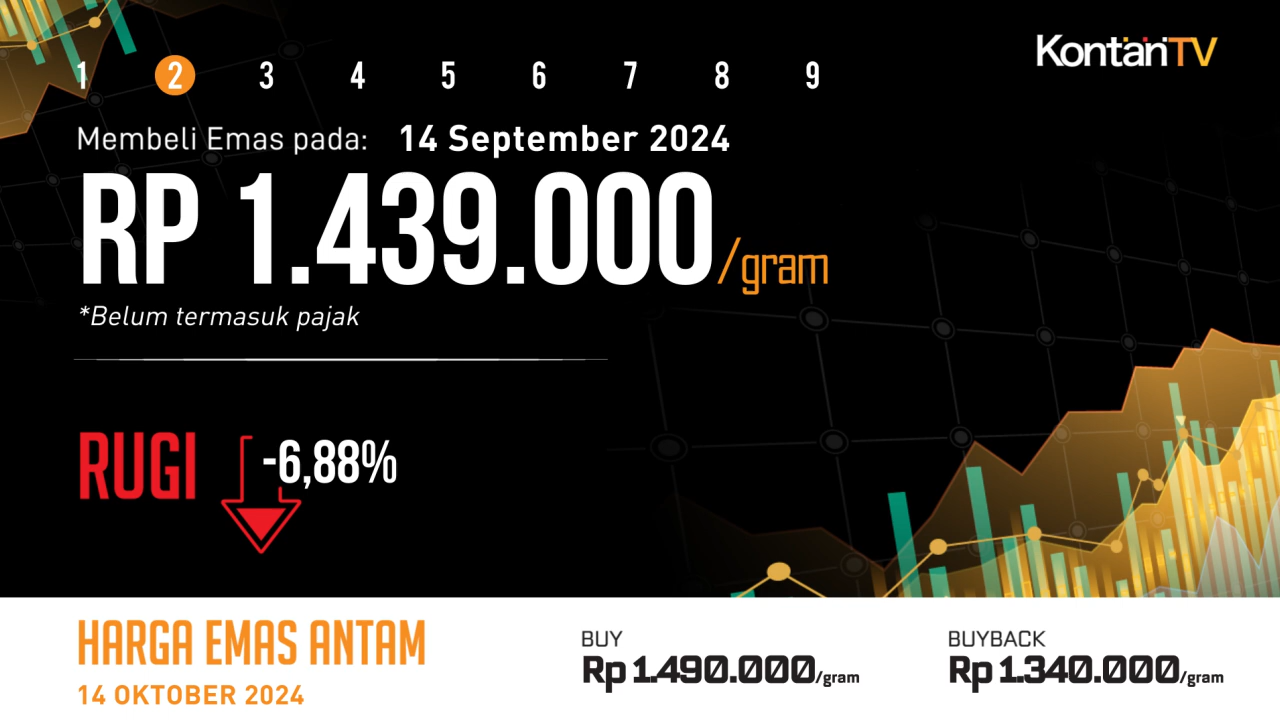 KontanTV
1 2 3 4 5 6 7 8 9
Membeli Emas pada: 14 September 2024
RP 1.439.000/gram
*Belum termasuk pajak
RUGI -6,88%
HARGA EMAS ANTAM
14 OKTOBER 2024
BUY
Rp 1.490.000/gram
BUYBACK
Rp 1.340.000/gram